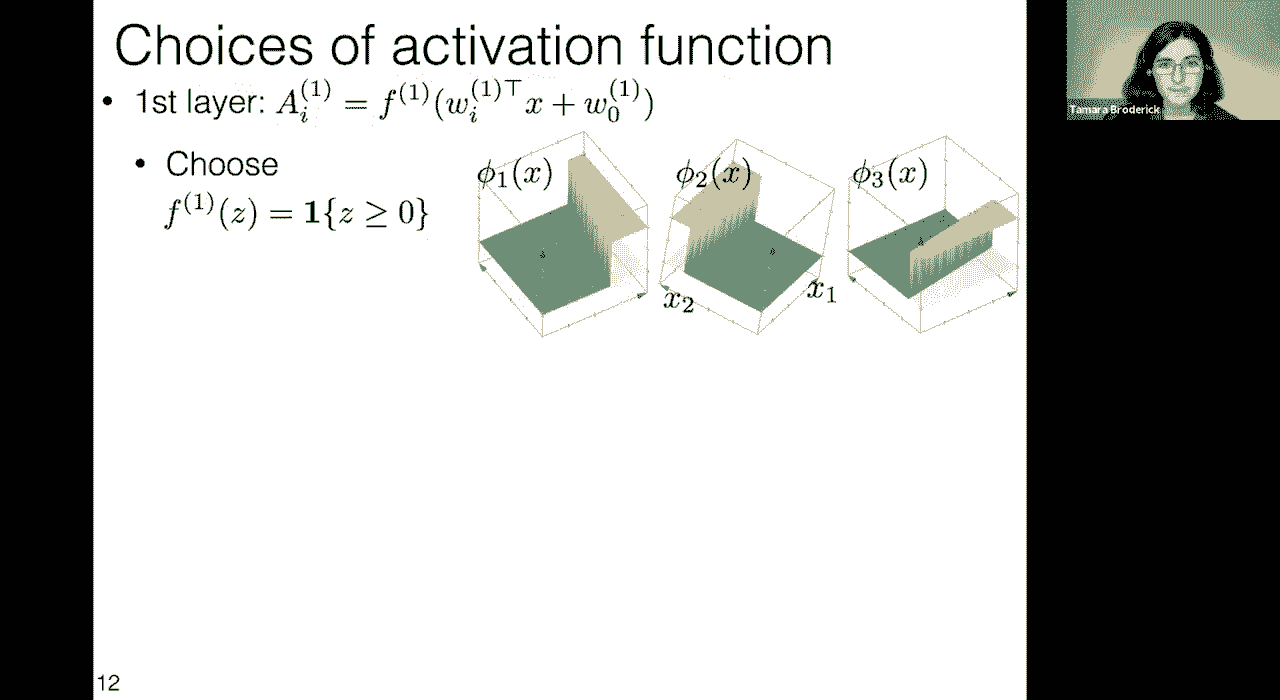 Choices of activation function
• 1st layer: $A_i^{(1)} = f^{(1)}(w_i^{(1)\top} x + w_0^{(1)})$
• Choose
$f^{(1)}(z) = \mathbf{1}\{z \geq 0\}$
$\phi_1(x)$ $\phi_2(x)$ $\phi_3(x)$
$x_2$ $x_1$
12
Tamara Broderick